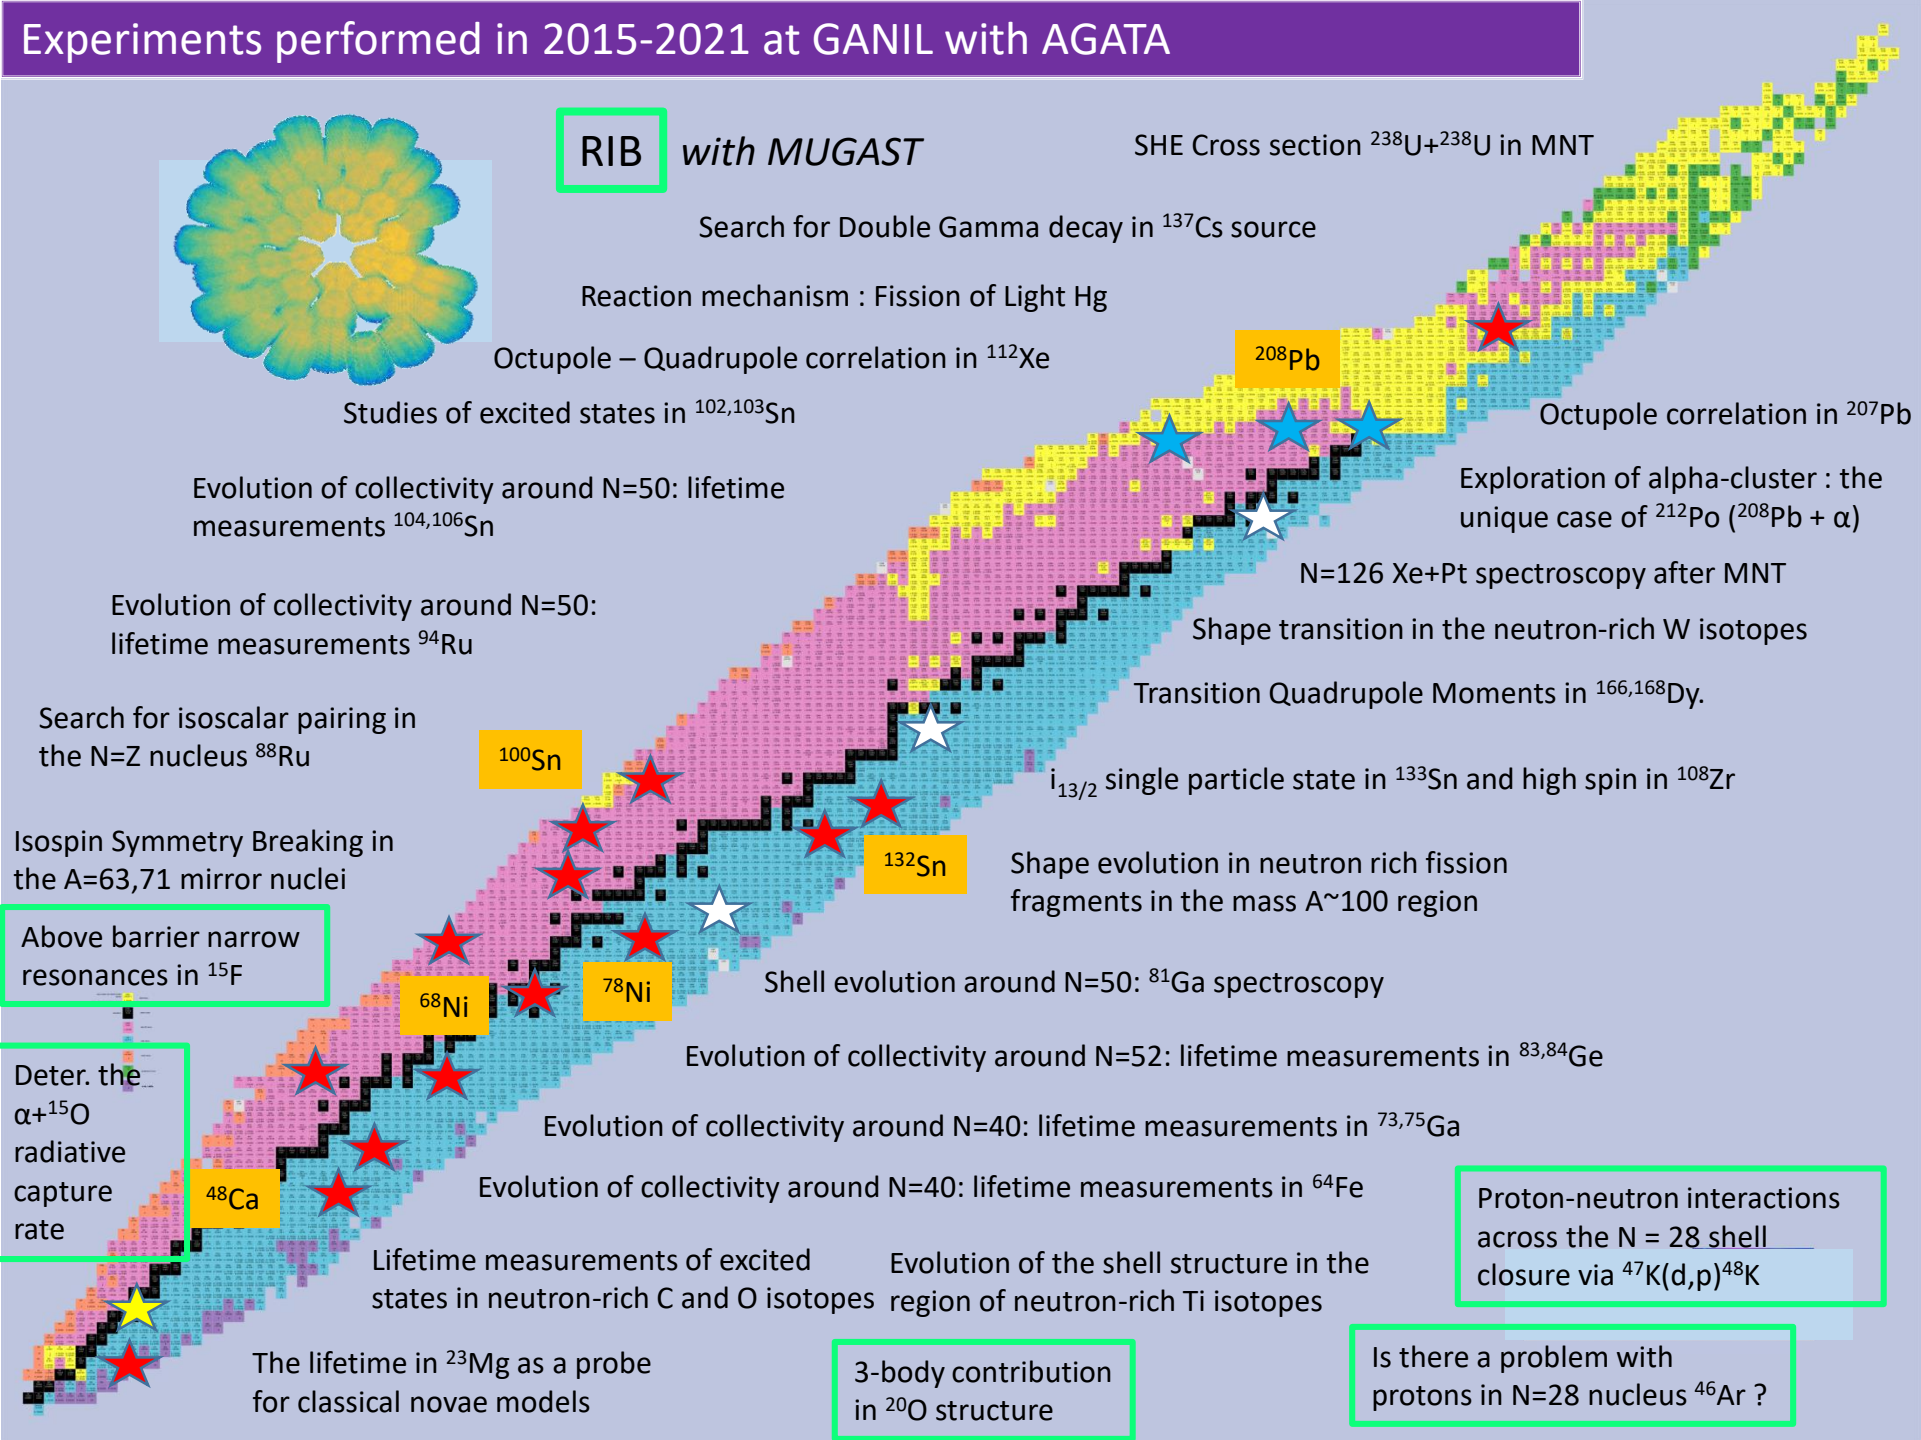 Experiments performed in 2015-2021 at GANIL with AGATA
RIB with MUGAST
SHE Cross section ²³⁸U+²³⁸U in MNT
Search for Double Gamma decay in ¹³⁷Cs source
Reaction mechanism : Fission of Light Hg
Octupole – Quadrupole correlation in ¹¹²Xe
²⁰⁸Pb
Studies of excited states in ¹⁰²,¹⁰³Sn
Octupole correlation in ²⁰⁷Pb
Evolution of collectivity around N=50: lifetime
measurements ¹⁰⁴,¹⁰⁶Sn
Exploration of alpha-cluster : the
unique case of ²¹²Po (²⁰⁸Pb + α)
N=126 Xe+Pt spectroscopy after MNT
Evolution of collectivity around N=50:
lifetime measurements ⁹⁴Ru
Shape transition in the neutron-rich W isotopes
Transition Quadrupole Moments in ¹⁶⁶,¹⁶⁸Dy.
Search for isoscalar pairing in
the N=Z nucleus ⁸⁸Ru
¹⁰⁰Sn
i₁₃/₂ single particle state in ¹³³Sn and high spin in ¹⁰⁸Zr
Isospin Symmetry Breaking in
the A=63,71 mirror nuclei
¹³²Sn
Shape evolution in neutron rich fission
fragments in the mass A~100 region
Above barrier narrow
resonances in ¹⁵F
⁶⁸Ni
⁷⁸Ni
Shell evolution around N=50: ⁸¹Ga spectroscopy
Evolution of collectivity around N=52: lifetime measurements in ⁸³,⁸⁴Ge
Deter. the
α+¹⁵O
radiative
capture
rate
Evolution of collectivity around N=40: lifetime measurements in ⁷³,⁷⁵Ga
⁴⁸Ca
Evolution of collectivity around N=40: lifetime measurements in ⁶⁴Fe
Proton-neutron interactions
across the N = 28 shell
closure via ⁴⁷K(d,p)⁴⁸K
Lifetime measurements of excited
states in neutron-rich C and O isotopes
Evolution of the shell structure in the
region of neutron-rich Ti isotopes
The lifetime in ²³Mg as a probe
for classical novae models
3-body contribution
in ²⁰O structure
Is there a problem with
protons in N=28 nucleus ⁴⁶Ar ?